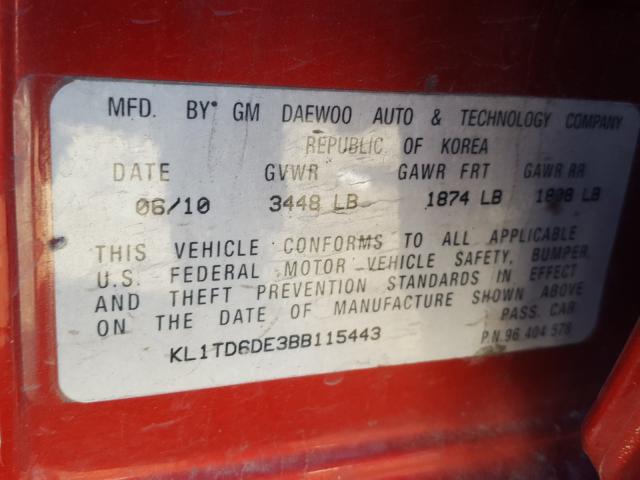 MFD. BY GM DAEWOO AUTO & TECHNOLOGY COMPANY
REPUBLIC OF KOREA
DATE GVWR GAWR FRT GAWR RR
06/10 3448 LB 1874 LB 1808 LB
THIS VEHICLE CONFORMS TO ALL APPLICABLE
U.S. FEDERAL MOTOR VEHICLE SAFETY, BUMPER,
AND THEFT PREVENTION STANDARDS IN EFFECT
ON THE DATE OF MANUFACTURE SHOWN ABOVE
PASS. CAR
KL1TD6DE3BB115443 P.N.96 404 578